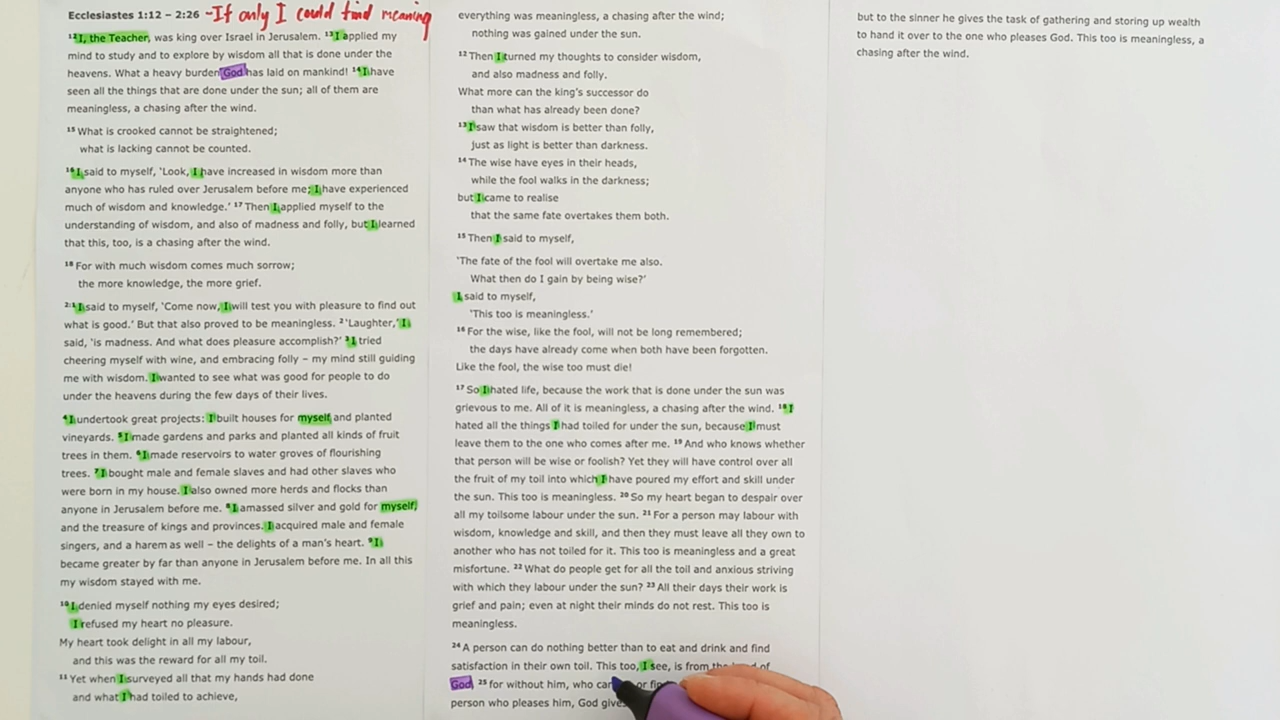 Ecclesiastes 1:12 – 2:26 -If only I could find meaning
12 I, the Teacher, was king over Israel in Jerusalem. 13 I applied my
mind to study and to explore by wisdom all that is done under the
heavens. What a heavy burden God has laid on mankind! 14 I have
seen all the things that are done under the sun; all of them are
meaningless, a chasing after the wind.
15 What is crooked cannot be straightened;
what is lacking cannot be counted.
16 I said to myself, ‘Look, I have increased in wisdom more than
anyone who has ruled over Jerusalem before me; I have experienced
much of wisdom and knowledge.’ 17 Then I applied myself to the
understanding of wisdom, and also of madness and folly, but I learned
that this, too, is a chasing after the wind.
18 For with much wisdom comes much sorrow;
the more knowledge, the more grief.
2:1 I said to myself, ‘Come now, I will test you with pleasure to find out
what is good.’ But that also proved to be meaningless. 2 ‘Laughter,’ I
said, ‘is madness. And what does pleasure accomplish?’ 3 I tried
cheering myself with wine, and embracing folly – my mind still guiding
me with wisdom. I wanted to see what was good for people to do
under the heavens during the few days of their lives.
4 I undertook great projects: I built houses for myself and planted
vineyards. 5 I made gardens and parks and planted all kinds of fruit
trees in them. 6 I made reservoirs to water groves of flourishing
trees. 7 I bought male and female slaves and had other slaves who
were born in my house. I also owned more herds and flocks than
anyone in Jerusalem before me. 8 I amassed silver and gold for myself,
and the treasure of kings and provinces. I acquired male and female
singers, and a harem as well – the delights of a man’s heart. 9 I
became greater by far than anyone in Jerusalem before me. In all this
my wisdom stayed with me.
10 I denied myself nothing my eyes desired;
I refused my heart no pleasure.
My heart took delight in all my labour,
and this was the reward for all my toil.
11 Yet when I surveyed all that my hands had done
and what I had toiled to achieve,
everything was meaningless, a chasing after the wind;
nothing was gained under the sun.
12 Then I turned my thoughts to consider wisdom,
and also madness and folly.
What more can the king’s successor do
than what has already been done?
13 I saw that wisdom is better than folly,
just as light is better than darkness.
14 The wise have eyes in their heads,
while the fool walks in the darkness;
but I came to realise
that the same fate overtakes them both.
15 Then I said to myself,
‘The fate of the fool will overtake me also.
What then do I gain by being wise?’
I said to myself,
‘This too is meaningless.’
16 For the wise, like the fool, will not be long remembered;
the days have already come when both have been forgotten.
Like the fool, the wise too must die!
17 So I hated life, because the work that is done under the sun was
grievous to me. All of it is meaningless, a chasing after the wind. 18 I
hated all the things I had toiled for under the sun, because I must
leave them to the one who comes after me. 19 And who knows whether
that person will be wise or foolish? Yet they will have control over all
the fruit of my toil into which I have poured my effort and skill under
the sun. This too is meaningless. 20 So my heart began to despair over
all my toilsome labour under the sun. 21 For a person may labour with
wisdom, knowledge and skill, and then they must leave all they own to
another who has not toiled for it. This too is meaningless and a great
misfortune. 22 What do people get for all the toil and anxious striving
with which they labour under the sun? 23 All their days their work is
grief and pain; even at night their minds do not rest. This too is
meaningless.
24 A person can do nothing better than to eat and drink and find
satisfaction in their own toil. This too, I see, is from the of
God, 25 for without him, who can or
person who pleases him, God
but to the sinner he gives the task of gathering and storing up wealth
to hand it over to the one who pleases God. This too is meaningless, a
chasing after the wind.